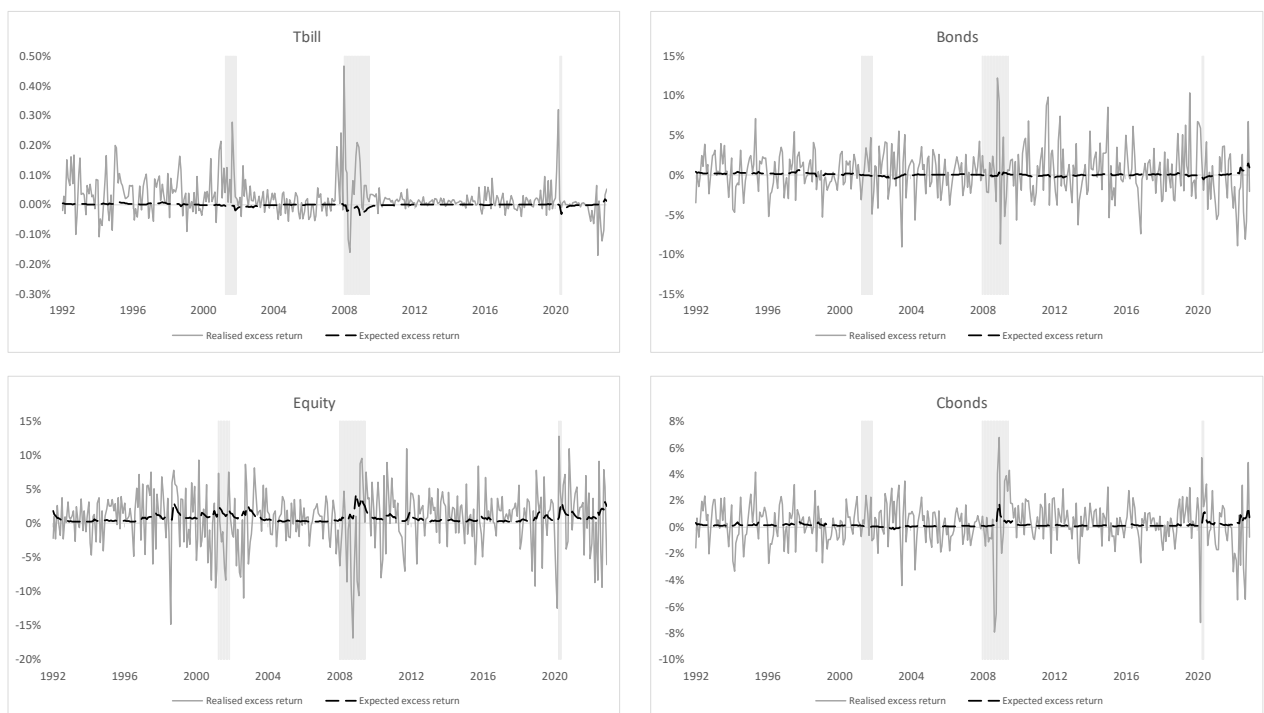 Tbill
0.50%
0.40%
0.30%
0.20%
0.10%
0.00%
-0.10%
-0.20%
-0.30%
1992 1996 2000 2004 2008 2012 2016 2020
Realised excess return Expected excess return
Bonds
15%
10%
5%
0%
-5%
-10%
-15%
1992 1996 2000 2004 2008 2012 2016 2020
Realised excess return Expected excess return
Equity
15%
10%
5%
0%
-5%
-10%
-15%
-20%
1992 1996 2000 2004 2008 2012 2016 2020
Realised excess return Expected excess return
Cbonds
8%
6%
4%
2%
0%
-2%
-4%
-6%
-8%
-10%
1992 1996 2000 2004 2008 2012 2016 2020
Realised excess return Expected excess return